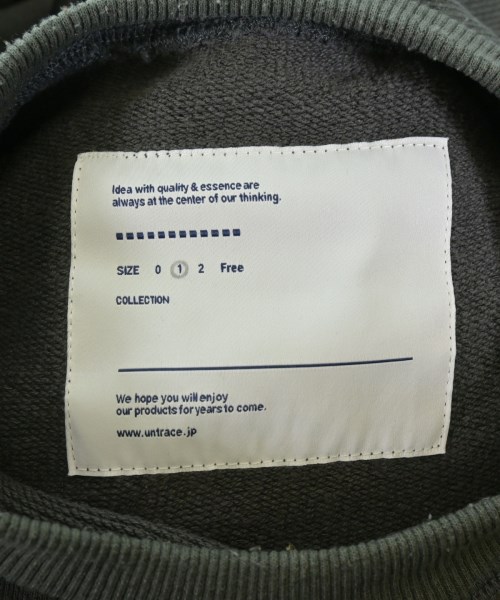 Idea with quality & essence are
always at the center of our thinking.
SIZE 0 1 2 Free
COLLECTION
We hope you will enjoy
our products for years to come.
www.untrace.jp